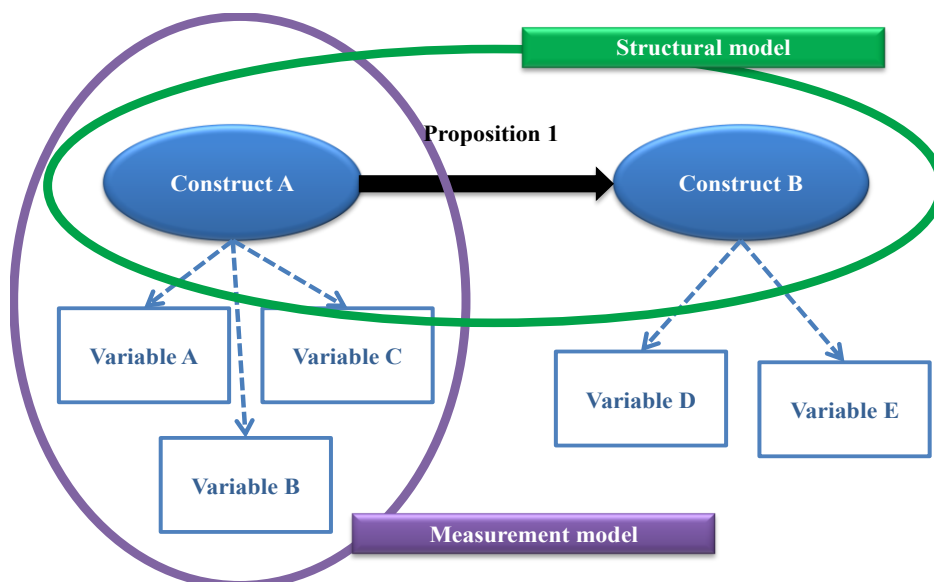 Structural model
Proposition 1
Construct A
Construct B
Variable A
Variable C
Variable D
Variable E
Variable B
Measurement model